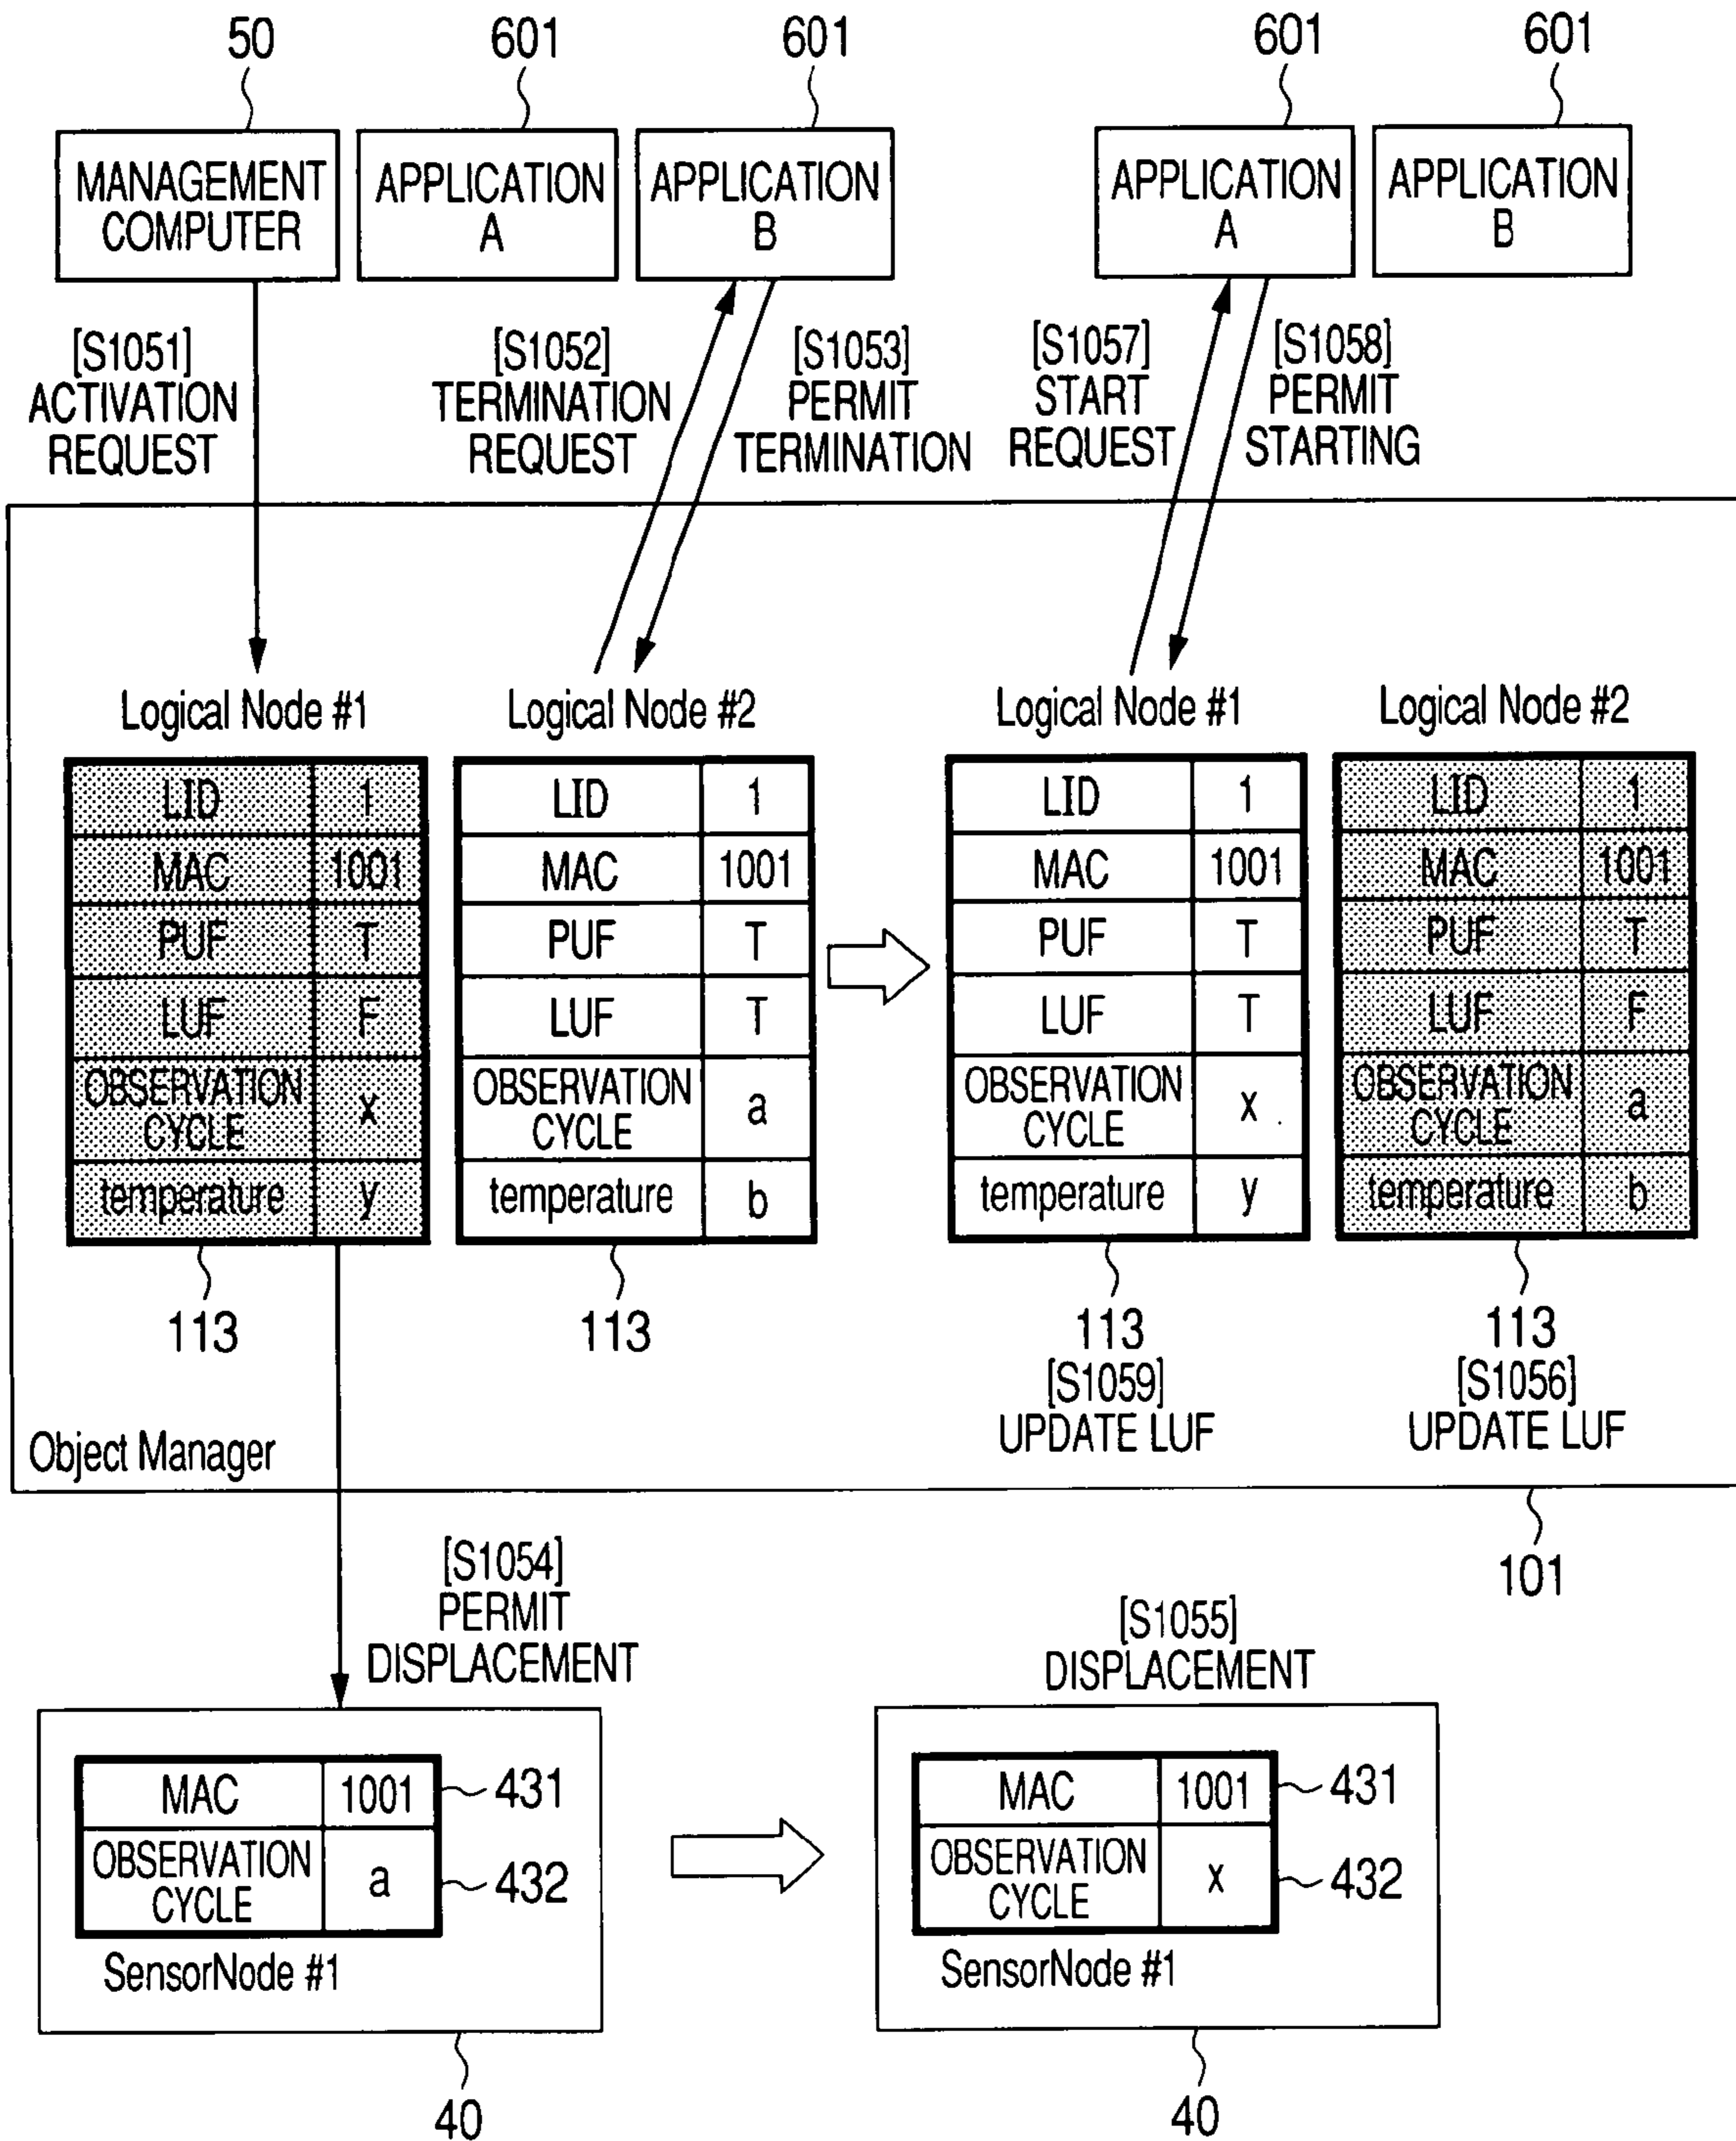 50
601
601
601
601
MANAGEMENT
COMPUTER
APPLICATION
A
APPLICATION
B
APPLICATION
A
APPLICATION
B
[S1051]
ACTIVATION
REQUEST
[S1052]
TERMINATION
REQUEST
[S1053]
PERMIT
TERMINATION
[S1057]
START
REQUEST
[S1058]
PERMIT
STARTING
Logical Node #1
LID 1
MAC 1001
PUF T
LUF F
OBSERVATION
CYCLE x
temperature y
113
Logical Node #2
LID 1
MAC 1001
PUF T
LUF T
OBSERVATION
CYCLE a
temperature b
113
Logical Node #1
LID 1
MAC 1001
PUF T
LUF T
OBSERVATION
CYCLE x
temperature y
113
[S1059]
UPDATE LUF
Logical Node #2
LID 1
MAC 1001
PUF T
LUF F
OBSERVATION
CYCLE a
temperature b
113
[S1056]
UPDATE LUF
Object Manager
101
[S1054]
PERMIT
DISPLACEMENT
[S1055]
DISPLACEMENT
MAC 1001 431
OBSERVATION
CYCLE a 432
SensorNode #1
40
MAC 1001 431
OBSERVATION
CYCLE x 432
SensorNode #1
40